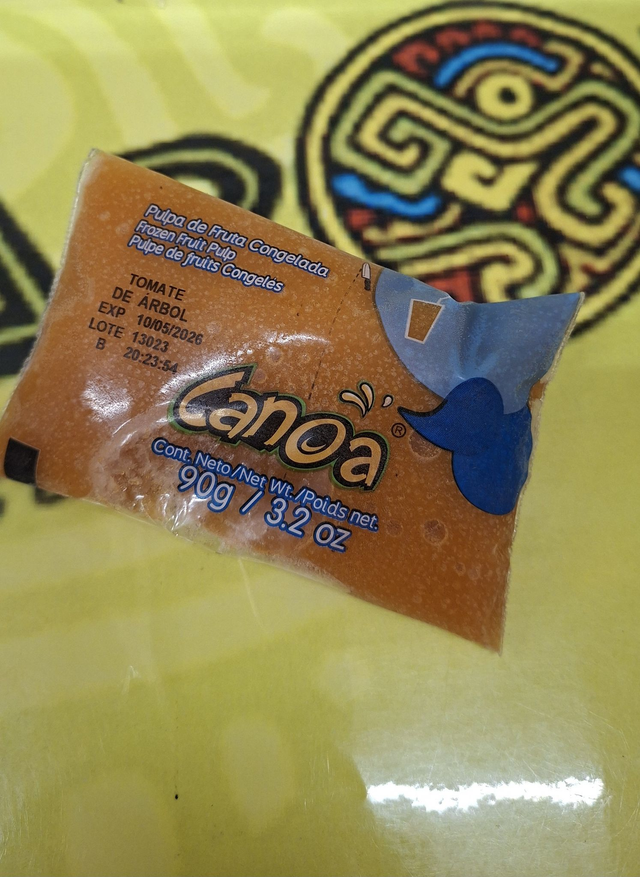 Pulpa de Fruta Congelada
Frozen Fruit Pulp
Pulpe de fruits Congelés
TOMATE
DE ÁRBOL
EXP 10/05/2026
LOTE 13023
B 20:23:54
Canoa ®
Cont. Neto/Net Wt./Poids net.
90g / 3.2 oz